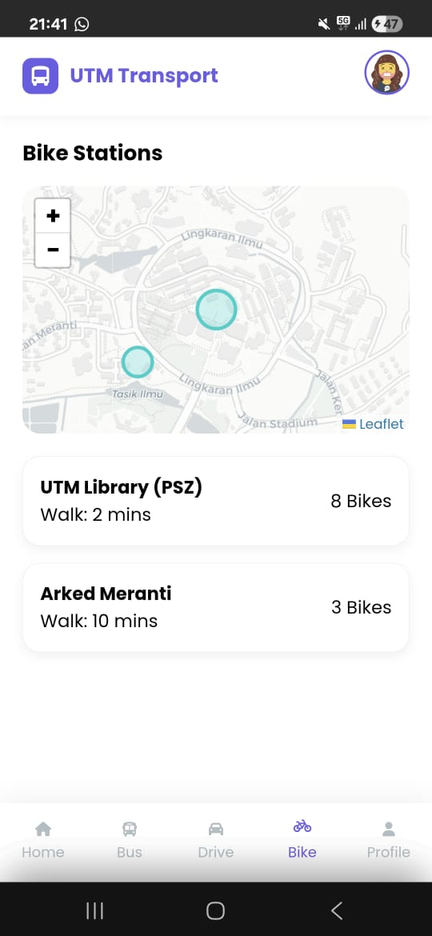 21:41
5G
47
UTM Transport
Bike Stations
+
−
Lingkaran Ilmu
an Meranti
Lingkaran Ilmu
Tasik Ilmu
Jalan Ker
Jalan Stadium
Leaflet
UTM Library (PSZ)
8 Bikes
Walk: 2 mins
Arked Meranti
3 Bikes
Walk: 10 mins
Home Bus Drive Bike Profile